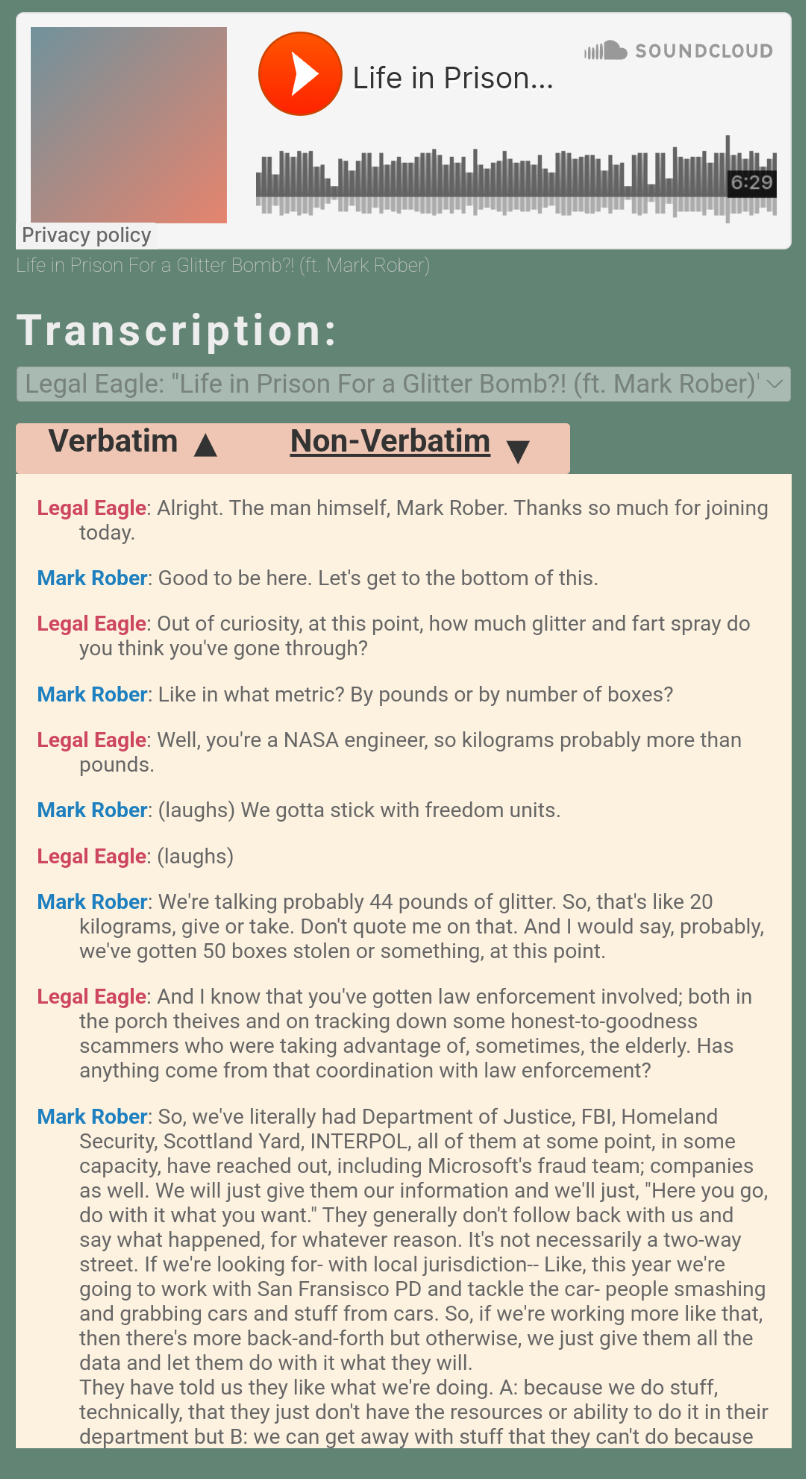 SOUNDCLOUD
Life in Prison...
6:29
Privacy policy
Life in Prison For a Glitter Bomb?! (ft. Mark Rober)
Transcription:
Legal Eagle: "Life in Prison For a Glitter Bomb?! (ft. Mark Rober)"
Verbatim ▲ Non-Verbatim ▼
Legal Eagle: Alright. The man himself, Mark Rober. Thanks so much for joining
today.
Mark Rober: Good to be here. Let's get to the bottom of this.
Legal Eagle: Out of curiosity, at this point, how much glitter and fart spray do
you think you've gone through?
Mark Rober: Like in what metric? By pounds or by number of boxes?
Legal Eagle: Well, you're a NASA engineer, so kilograms probably more than
pounds.
Mark Rober: (laughs) We gotta stick with freedom units.
Legal Eagle: (laughs)
Mark Rober: We're talking probably 44 pounds of glitter. So, that's like 20
kilograms, give or take. Don't quote me on that. And I would say, probably,
we've gotten 50 boxes stolen or something, at this point.
Legal Eagle: And I know that you've gotten law enforcement involved; both in
the porch theives and on tracking down some honest-to-goodness
scammers who were taking advantage of, sometimes, the elderly. Has
anything come from that coordination with law enforcement?
Mark Rober: So, we've literally had Department of Justice, FBI, Homeland
Security, Scottland Yard, INTERPOL, all of them at some point, in some
capacity, have reached out, including Microsoft's fraud team; companies
as well. We will just give them our information and we'll just, "Here you go,
do with it what you want." They generally don't follow back with us and
say what happened, for whatever reason. It's not necessarily a two-way
street. If we're looking for- with local jurisdiction-- Like, this year we're
going to work with San Fransisco PD and tackle the car- people smashing
and grabbing cars and stuff from cars. So, if we're working more like that,
then there's more back-and-forth but otherwise, we just give them all the
data and let them do with it what they will.
They have told us they like what we're doing. A: because we do stuff,
technically, that they just don't have the resources or ability to do it in their
department but B: we can get away with stuff that they can't do because